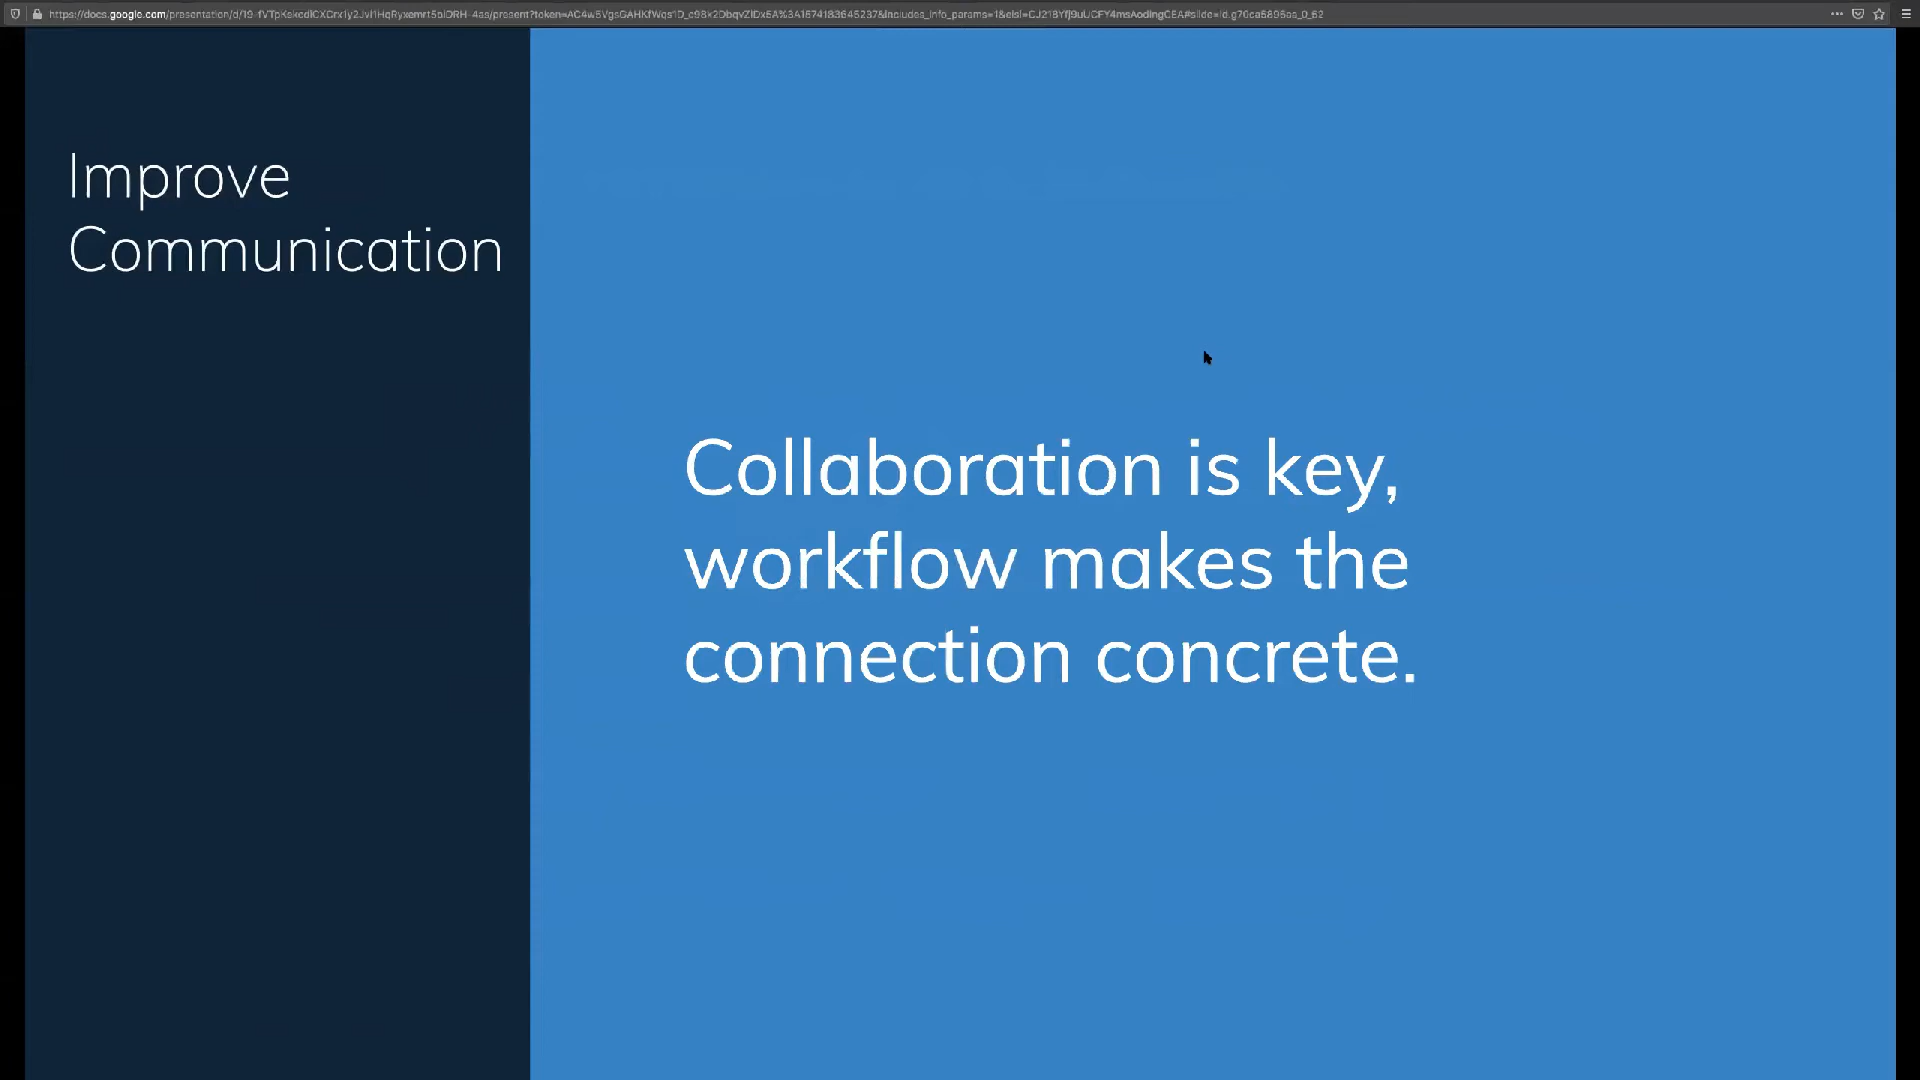 Improve
Communication
Collaboration is key,
workflow makes the
connection concrete.